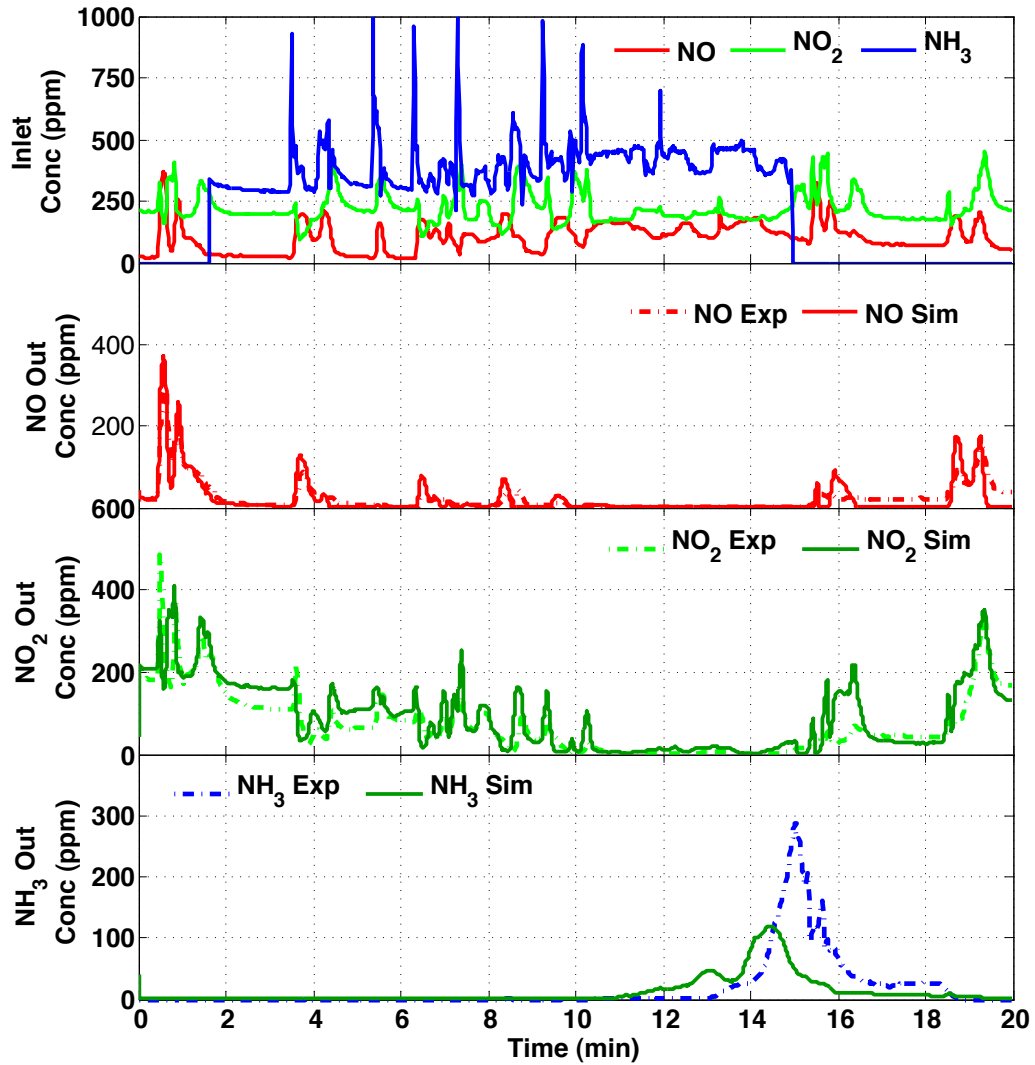 1000
750
500
250
0
Inlet
Conc (ppm)
NO NO2 NH3
400
200
NO Out
Conc (ppm)
NO Exp NO Sim
600
400
200
0
NO2 Out
Conc (ppm)
NO2 Exp NO2 Sim
300
200
100
0
NH3 Out
Conc (ppm)
NH3 Exp NH3 Sim
0 2 4 6 8 10 12 14 15 16 18 20
Time (min)